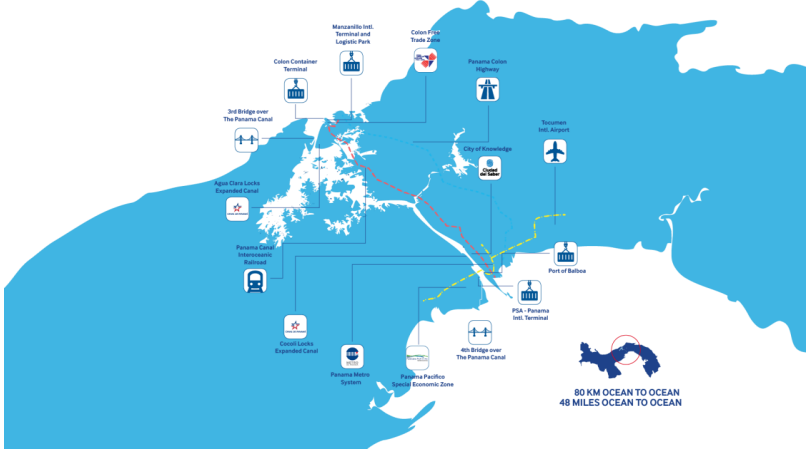 Manzanillo Intl.
Terminal and
Logistic Park
Colon Free
Trade Zone
Colon Container
Terminal
Panama Colon
Highway
3rd Bridge over
The Panama Canal
Tocumen
Intl. Airport
City of Knowledge
Ciudad
del Saber
Agua Clara Locks
Expanded Canal
Panama Canal
Interoceanic
Railroad
Port of Balboa
PSA - Panama
Intl. Terminal
Cocoli Locks
Expanded Canal
4th Bridge over
The Panama Canal
Panama Metro
System
Panama Pacifico
Special Economic Zone
80 KM OCEAN TO OCEAN
48 MILES OCEAN TO OCEAN